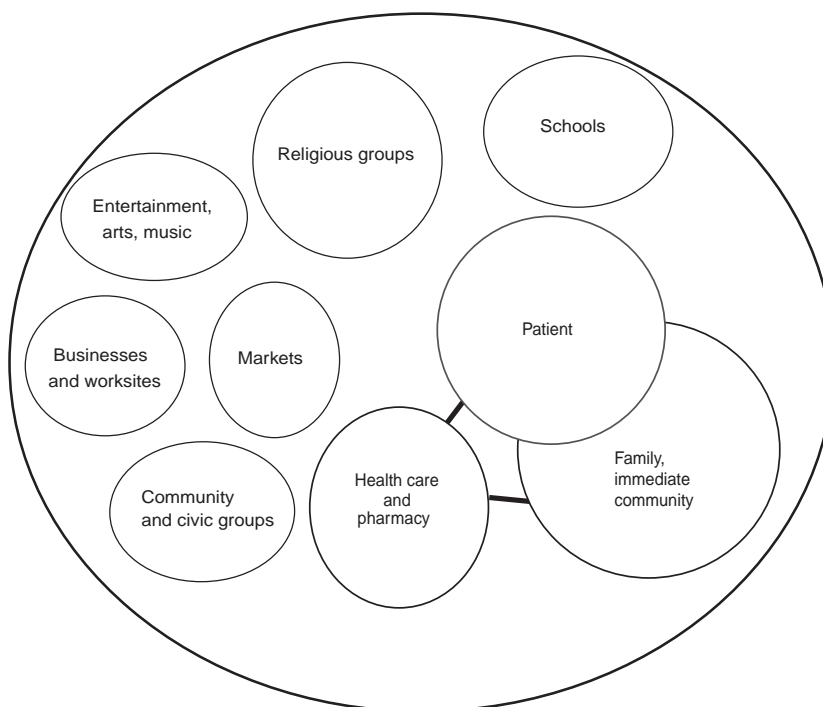 Schools
Religious groups
Entertainment,
arts, music
Patient
Businesses
and worksites
Markets
Family,
immediate
community
Health care
and
pharmacy
Community
and civic groups